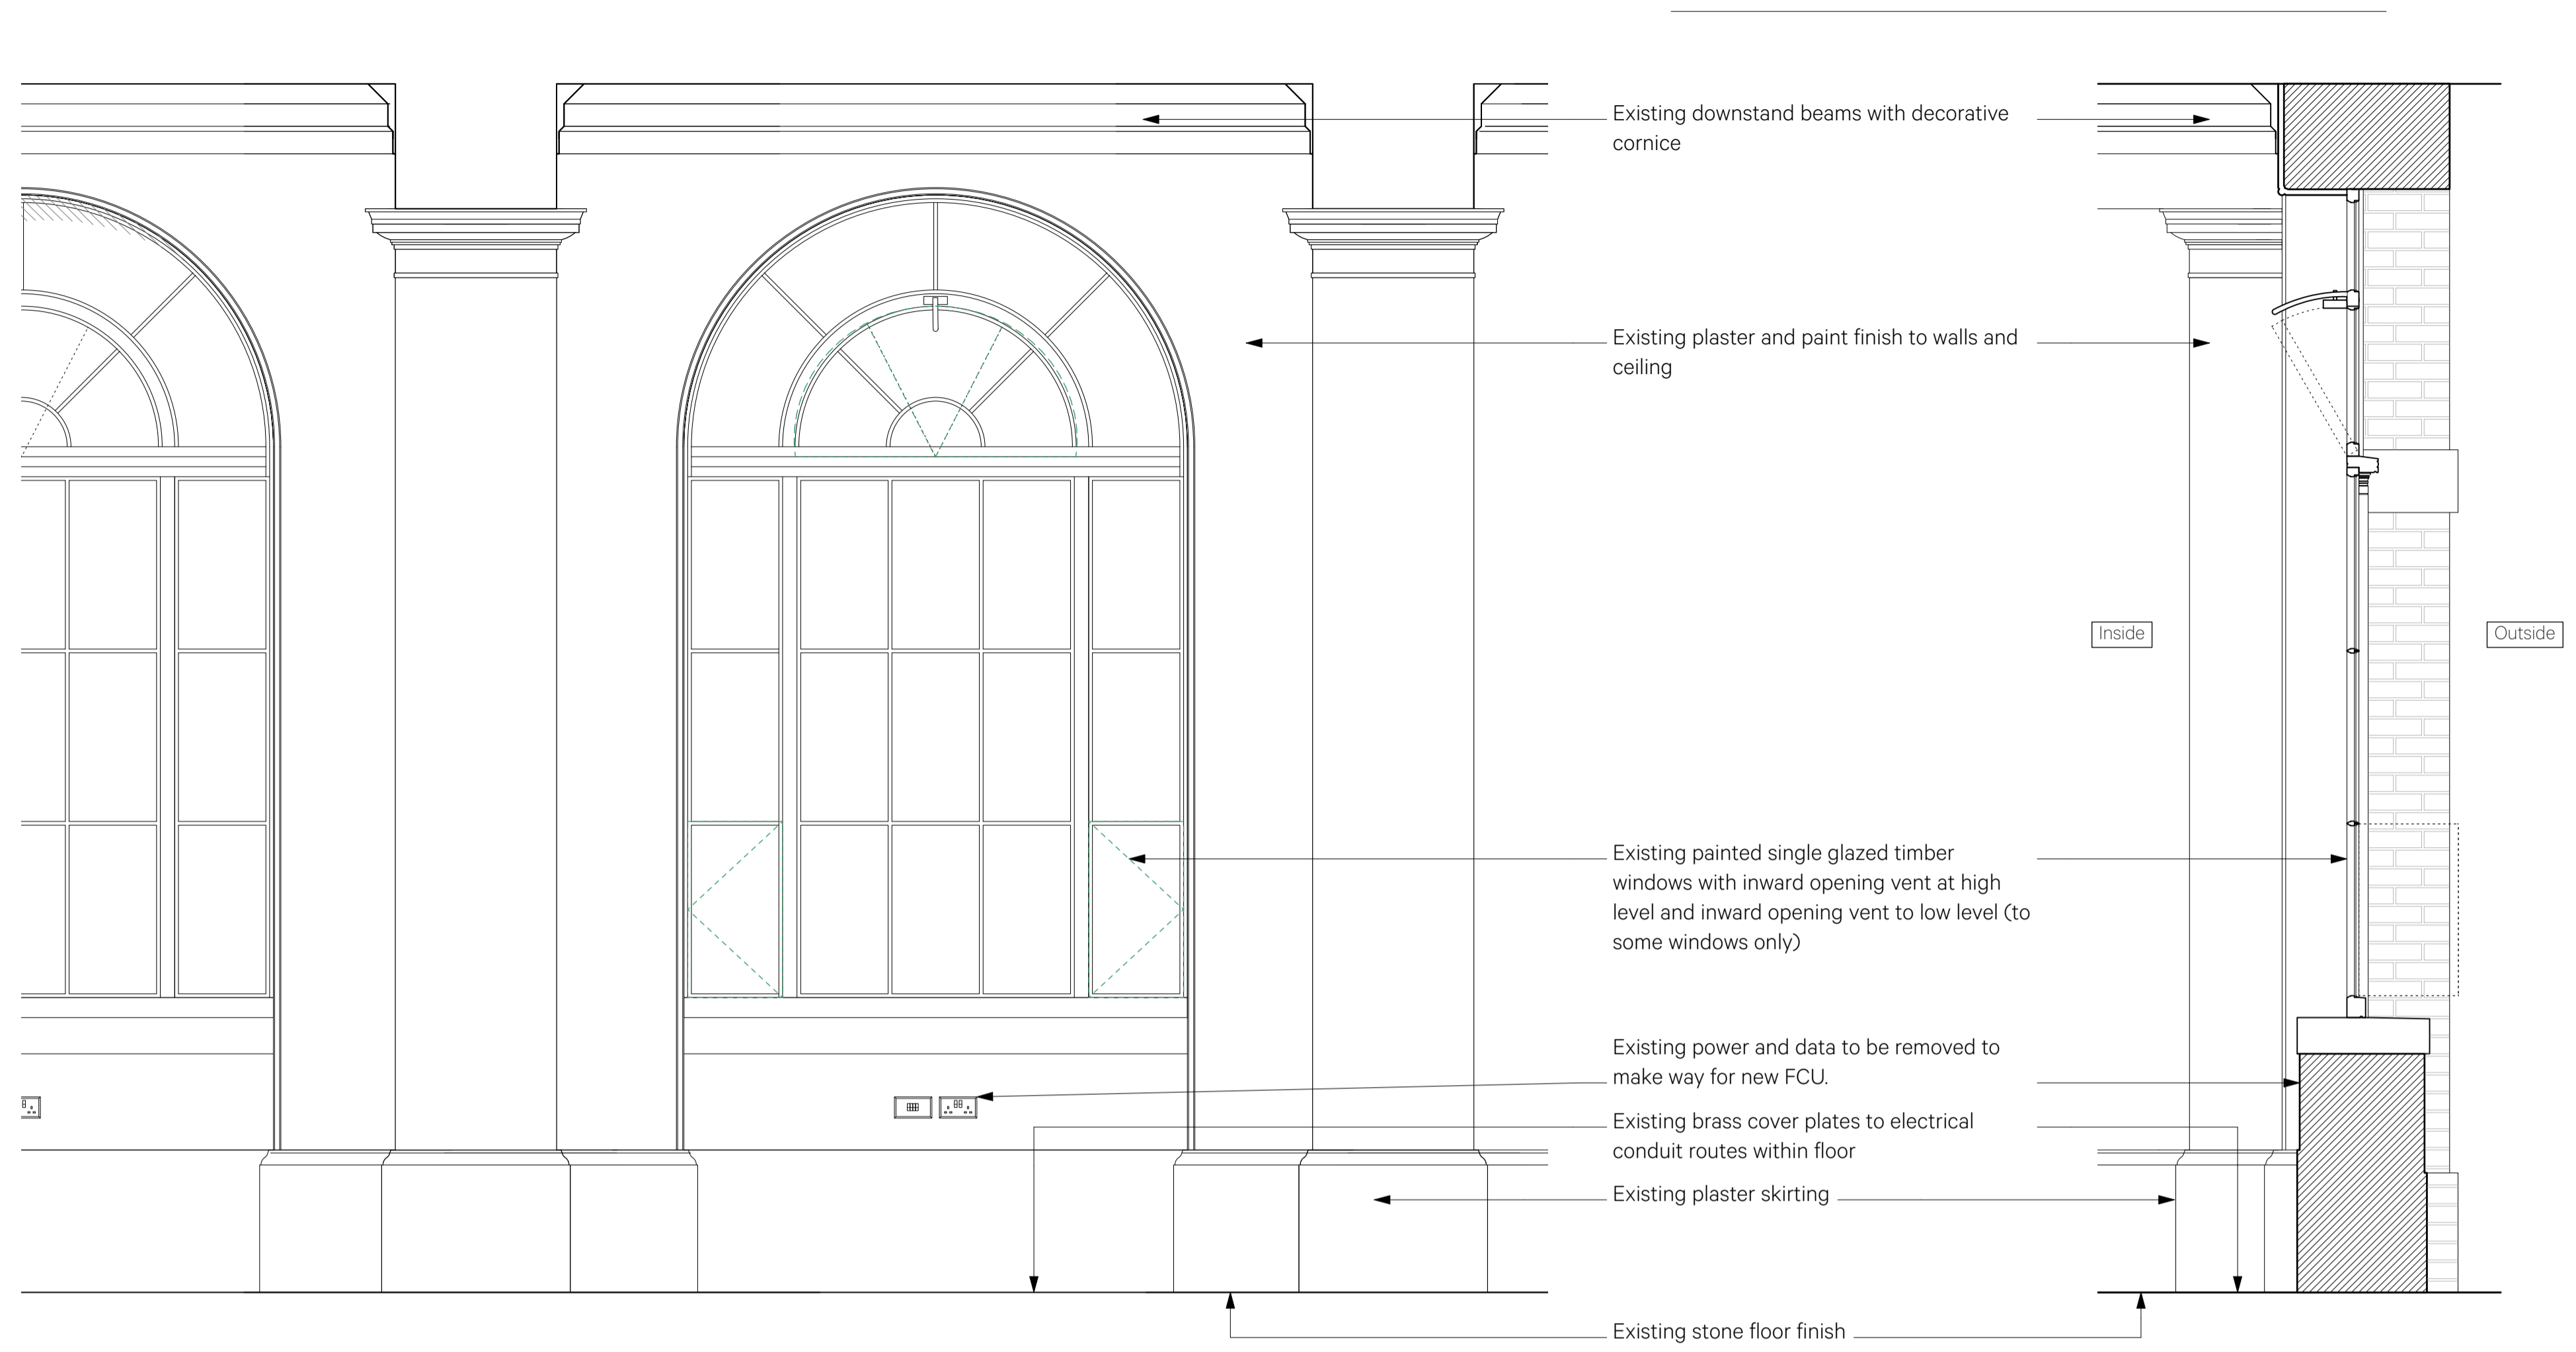 Existing downstand beams with decorative
cornice
Existing plaster and paint finish to walls and
ceiling
Inside
Outside
Existing painted single glazed timber
windows with inward opening vent at high
level and inward opening vent to low level (to
some windows only)
Existing power and data to be removed to
make way for new FCU.
Existing brass cover plates to electrical
conduit routes within floor
Existing plaster skirting
Existing stone floor finish